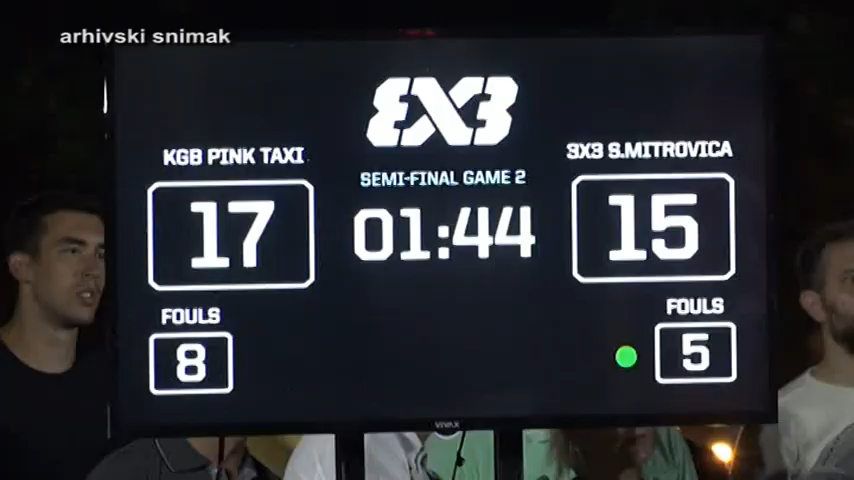 arhivski snimak
3X3
KGB PINK TAXI
3X3 S.MITROVICA
SEMI-FINAL GAME 2
17
01:44
15
FOULS
FOULS
8
5
VIVAX